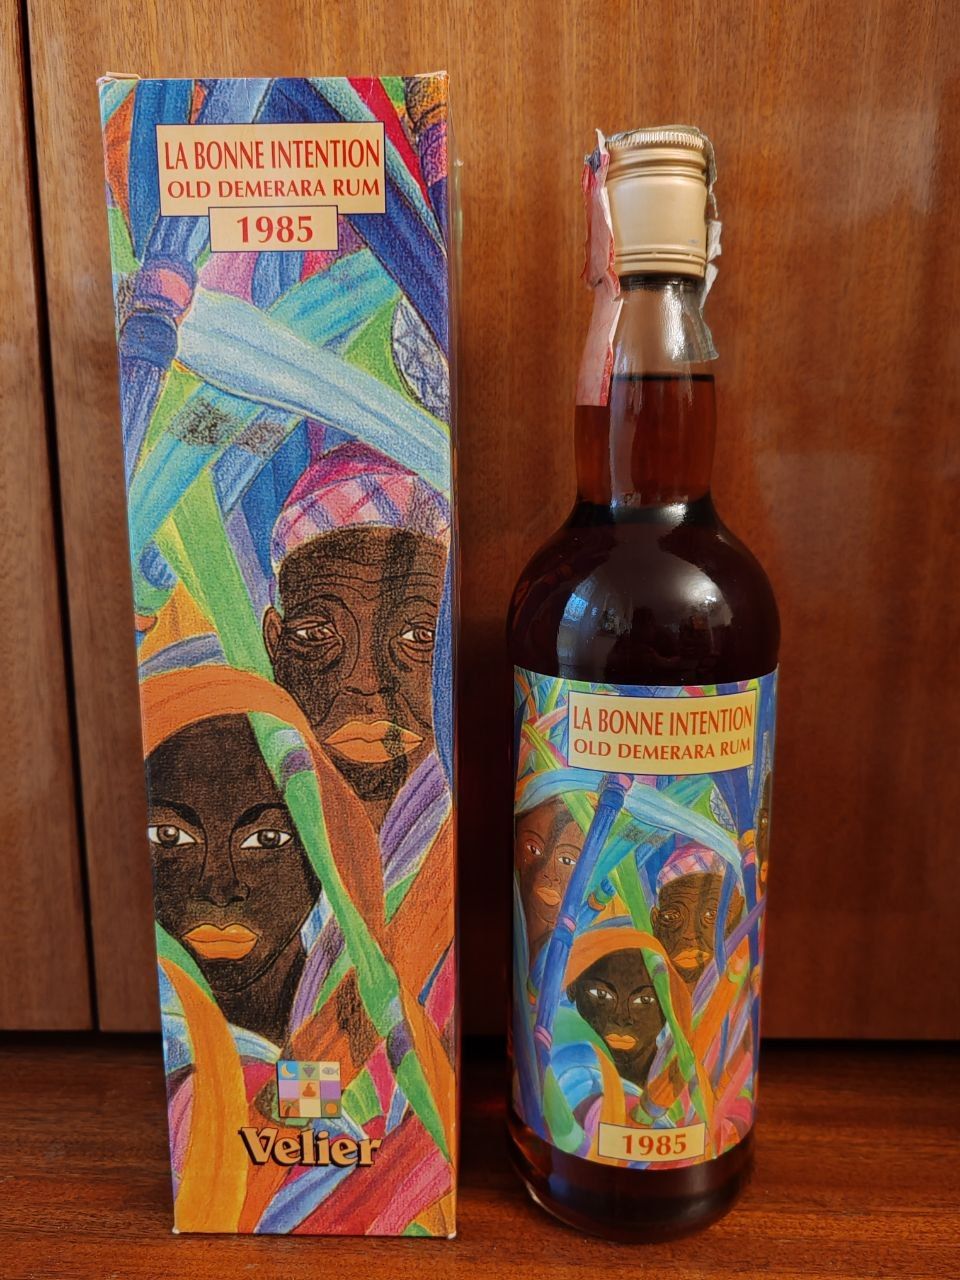 LA BONNE INTENTION
OLD DEMERARA RUM
1985
Velier
LA BONNE INTENTION
OLD DEMERARA RUM
1985